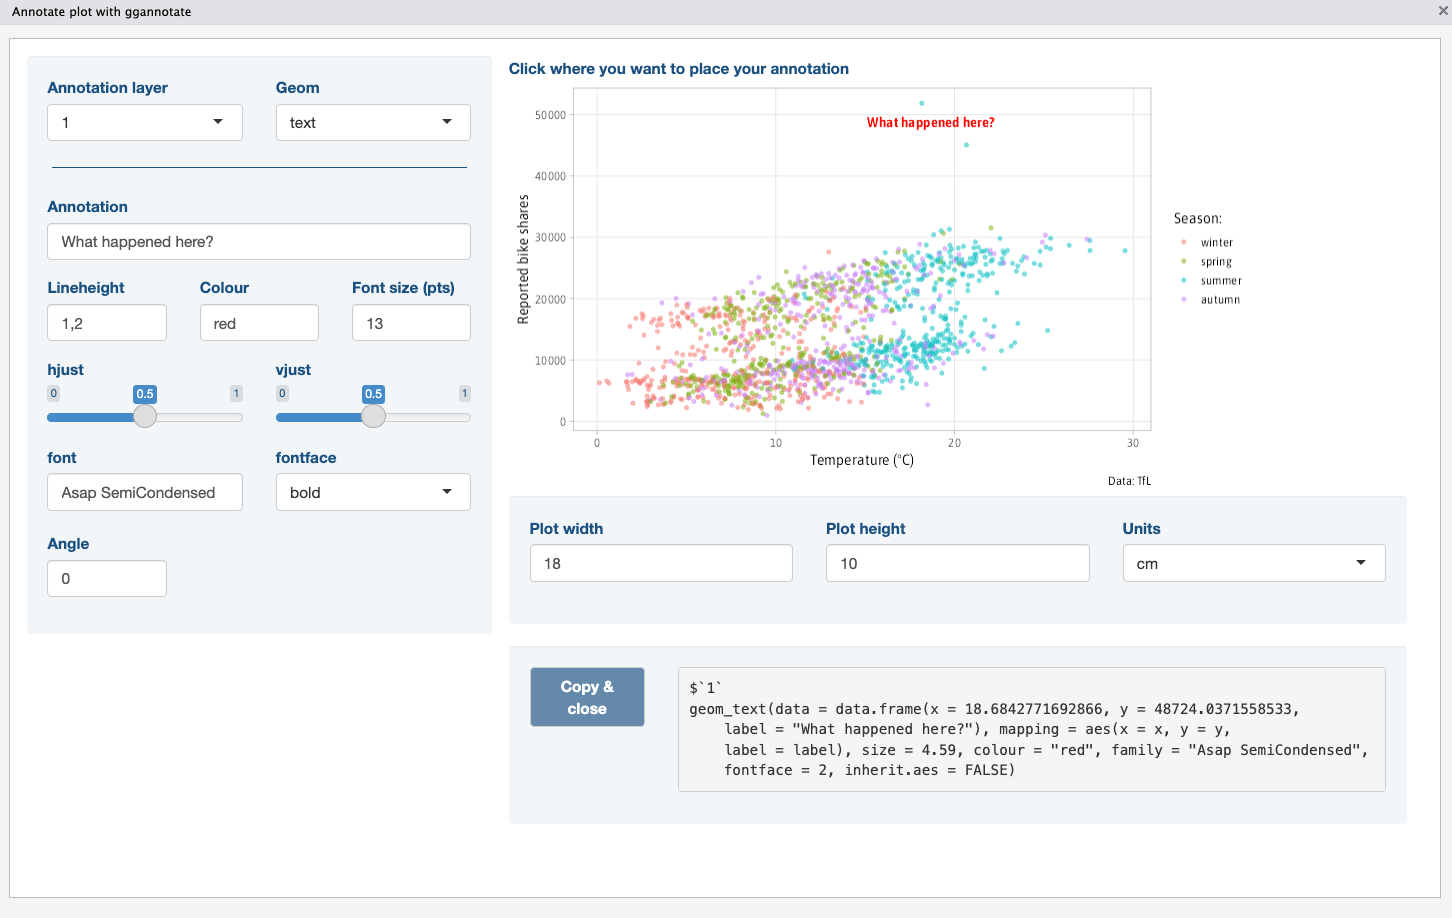 Annotate plot with ggannotate
Annotation layer
Geom
1
text
Annotation
What happened here?
Lineheight
Colour
Font size (pts)
1,2
red
13
hjust
vjust
0
0.5
1
0
0.5
1
font
fontface
Asap SemiCondensed
bold
Angle
0
Click where you want to place your annotation
What happened here?
Reported bike shares
50000
40000
30000
20000
10000
0
0
10
20
30
Temperature (°C)
Data: TfL
Season:
winter
spring
summer
autumn
Plot width
Plot height
Units
18
10
cm
Copy &
close
$`1`
geom_text(data = data.frame(x = 18.6842771692866, y = 48724.0371558533,
    label = "What happened here?"), mapping = aes(x = x, y = y,
    label = label), size = 4.59, colour = "red", family = "Asap SemiCondensed",
    fontface = 2, inherit.aes = FALSE)